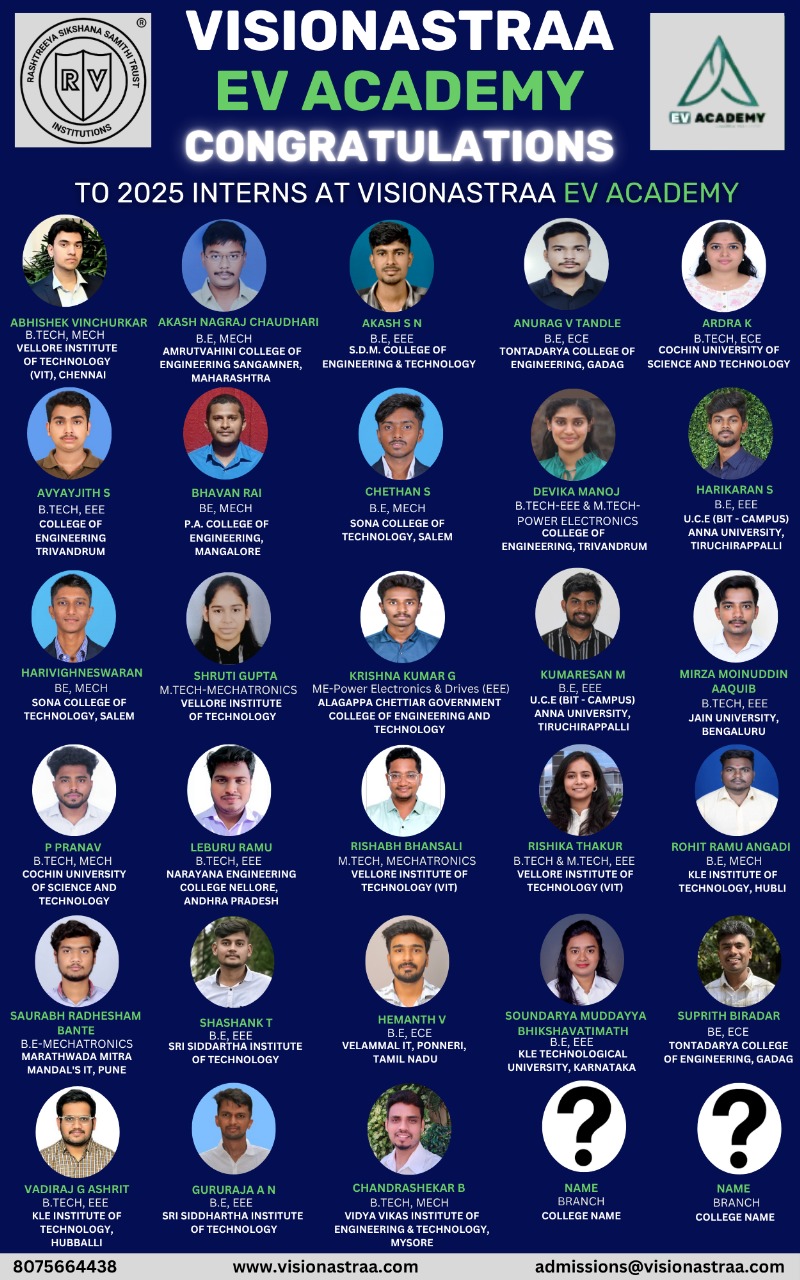 RASHTREEYA SIKSHANA SAMITHI TRUST
RV
INSTITUTIONS
®
VISIONASTRAA
EV ACADEMY
CONGRATULATIONS
EV ACADEMY
TO 2025 INTERNS AT VISIONASTRAA EV ACADEMY
ABHISHEK VINCHURKAR
B.TECH, MECH
VELLORE INSTITUTE
OF TECHNOLOGY
(VIT), CHENNAI
AKASH NAGRAJ CHAUDHARI
B.E, MECH
AMRUTVAHINI COLLEGE OF
ENGINEERING SANGAMNER,
MAHARASHTRA
AKASH S N
B.E, EEE
S.D.M. COLLEGE OF
ENGINEERING & TECHNOLOGY
ANURAG V TANDLE
B.E, ECE
TONTADARYA COLLEGE OF
ENGINEERING, GADAG
ARDRA K
B.TECH, ECE
COCHIN UNIVERSITY OF
SCIENCE AND TECHNOLOGY
AVYAYJITH S
B.TECH, EEE
COLLEGE OF
ENGINEERING
TRIVANDRUM
BHAVAN RAI
BE, MECH
P.A. COLLEGE OF
ENGINEERING,
MANGALORE
CHETHAN S
B.E, MECH
SONA COLLEGE OF
TECHNOLOGY, SALEM
DEVIKA MANOJ
B.TECH-EEE & M.TECH-
POWER ELECTRONICS
COLLEGE OF
ENGINEERING, TRIVANDRUM
HARIKARAN S
B.E, EEE
U.C.E (BIT - CAMPUS)
ANNA UNIVERSITY,
TIRUCHIRAPPALLI
HARIVIGHNESWARAN
BE, MECH
SONA COLLEGE OF
TECHNOLOGY, SALEM
SHRUTI GUPTA
M.TECH-MECHATRONICS
VELLORE INSTITUTE
OF TECHNOLOGY
KRISHNA KUMAR G
ME-Power Electronics & Drives (EEE)
ALAGAPPA CHETTIAR GOVERNMENT
COLLEGE OF ENGINEERING AND
TECHNOLOGY
KUMARESAN M
B.E, EEE
U.C.E (BIT - CAMPUS)
ANNA UNIVERSITY,
TIRUCHIRAPPALLI
MIRZA MOINUDDIN
AAQUIB
B.TECH, EEE
JAIN UNIVERSITY,
BENGALURU
P PRANAV
B.TECH, MECH
COCHIN UNIVERSITY
OF SCIENCE AND
TECHNOLOGY
LEBURU RAMU
B.TECH, EEE
NARAYANA ENGINEERING
COLLEGE NELLORE,
ANDHRA PRADESH
RISHABH BHANSALI
M.TECH, MECHATRONICS
VELLORE INSTITUTE OF
TECHNOLOGY (VIT)
RISHIKA THAKUR
B.TECH & M.TECH, EEE
VELLORE INSTITUTE OF
TECHNOLOGY (VIT)
ROHIT RAMU ANGADI
B.E, MECH
KLE INSTITUTE OF
TECHNOLOGY, HUBLI
SAURABH RADHESHAM
BANTE
B.E-MECHATRONICS
MARATHWADA MITRA
MANDAL'S IT, PUNE
SHASHANK T
B.E, EEE
SRI SIDDARTHA INSTITUTE
OF TECHNOLOGY
HEMANTH V
B.E, ECE
VELAMMAL IT, PONNERI,
TAMIL NADU
SOUNDARYA MUDDAYYA
BHIKSHAVATIMATH
B.E, EEE
KLE TECHNOLOGICAL
UNIVERSITY, KARNATAKA
SUPRITH BIRADAR
BE, ECE
TONTADARYA COLLEGE
OF ENGINEERING, GADAG
VADIRAJ G ASHRIT
B.TECH, EEE
KLE INSTITUTE OF
TECHNOLOGY,
HUBBALLI
GURURAJA A N
B.E, EEE
SRI SIDDHARTHA INSTITUTE
OF TECHNOLOGY
CHANDRASHEKAR B
B.TECH, MECH
VIDYA VIKAS INSTITUTE OF
ENGINEERING & TECHNOLOGY,
MYSORE
?
NAME
BRANCH
COLLEGE NAME
?
NAME
BRANCH
COLLEGE NAME
8075664438
www.visionastraa.com
admissions@visionastraa.com